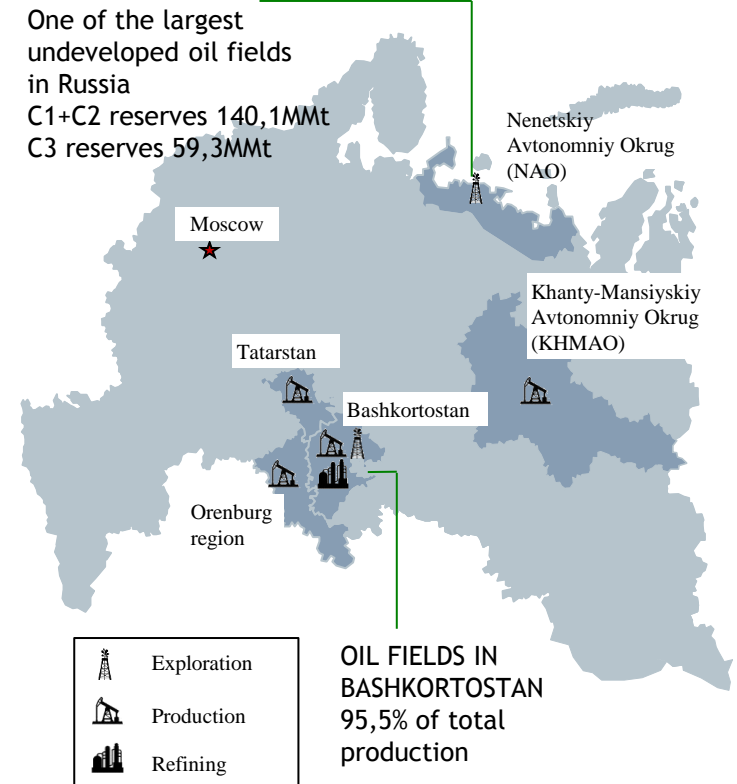 One of the largest
undeveloped oil fields
in Russia
C1+C2 reserves 140,1MMt
C3 reserves 59,3MMt
Nenetskiy
Avtonomniy Okrug
(NAO)
Moscow
Khanty-Mansiyskiy
Avtonomniy Okrug
(KHMAO)
Tatarstan
Bashkortostan
Orenburg
region
OIL FIELDS IN
BASHKORTOSTAN
95,5% of total
production
Exploration
Production
Refining